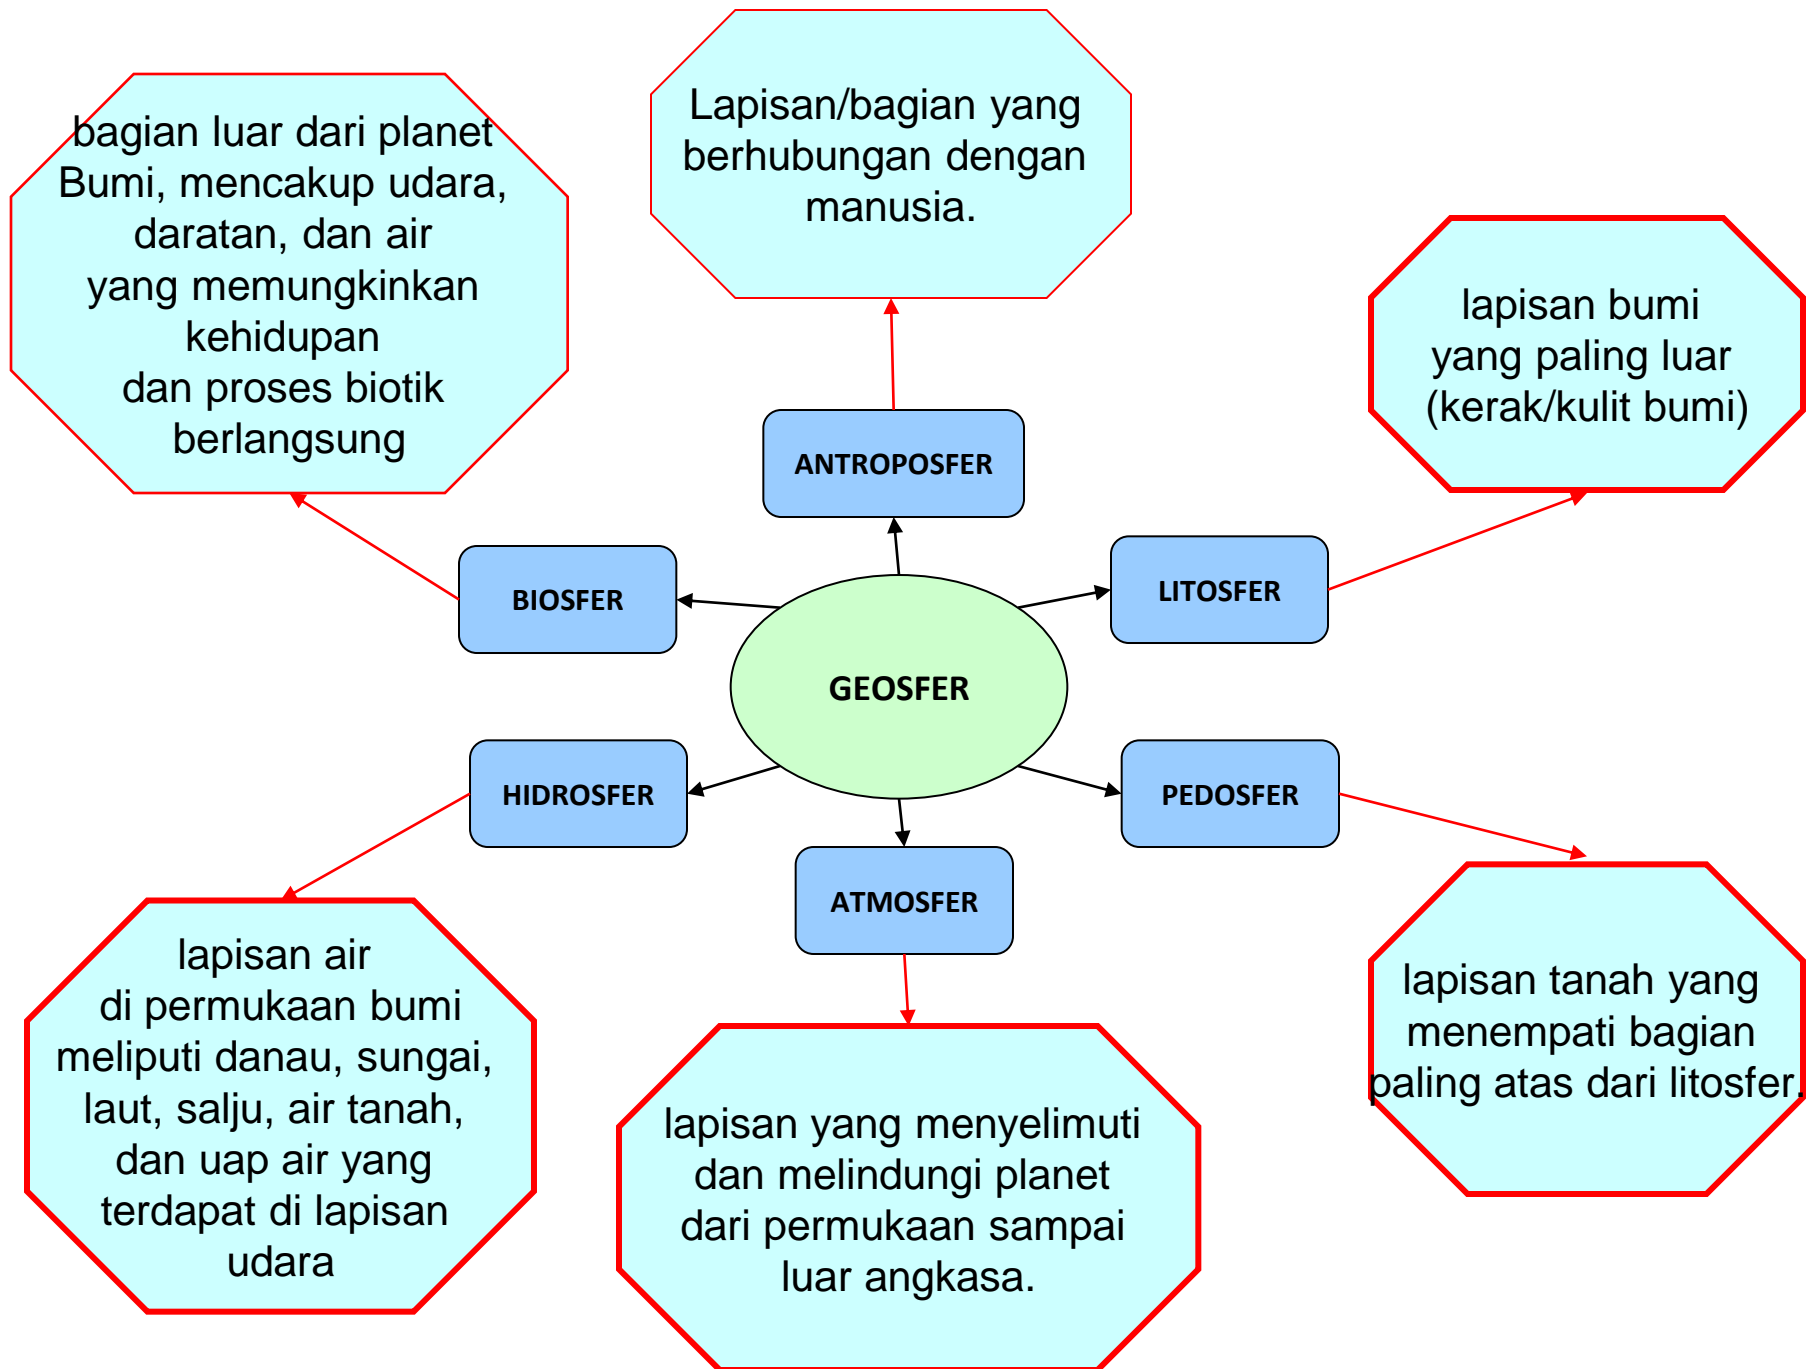 Lapisan/bagian yang
berhubungan dengan
manusia.
bagian luar dari planet
Bumi, mencakup udara,
daratan, dan air
yang memungkinkan
kehidupan
dan proses biotik
berlangsung
lapisan bumi
yang paling luar
(kerak/kulit bumi)
ANTROPOSFER
BIOSFER
LITOSFER
GEOSFER
HIDROSFER
PEDOSFER
ATMOSFER
lapisan air
di permukaan bumi
meliputi danau, sungai,
laut, salju, air tanah,
dan uap air yang
terdapat di lapisan
udara
lapisan yang menyelimuti
dan melindungi planet
dari permukaan sampai
luar angkasa.
lapisan tanah yang
menempati bagian
paling atas dari litosfer.